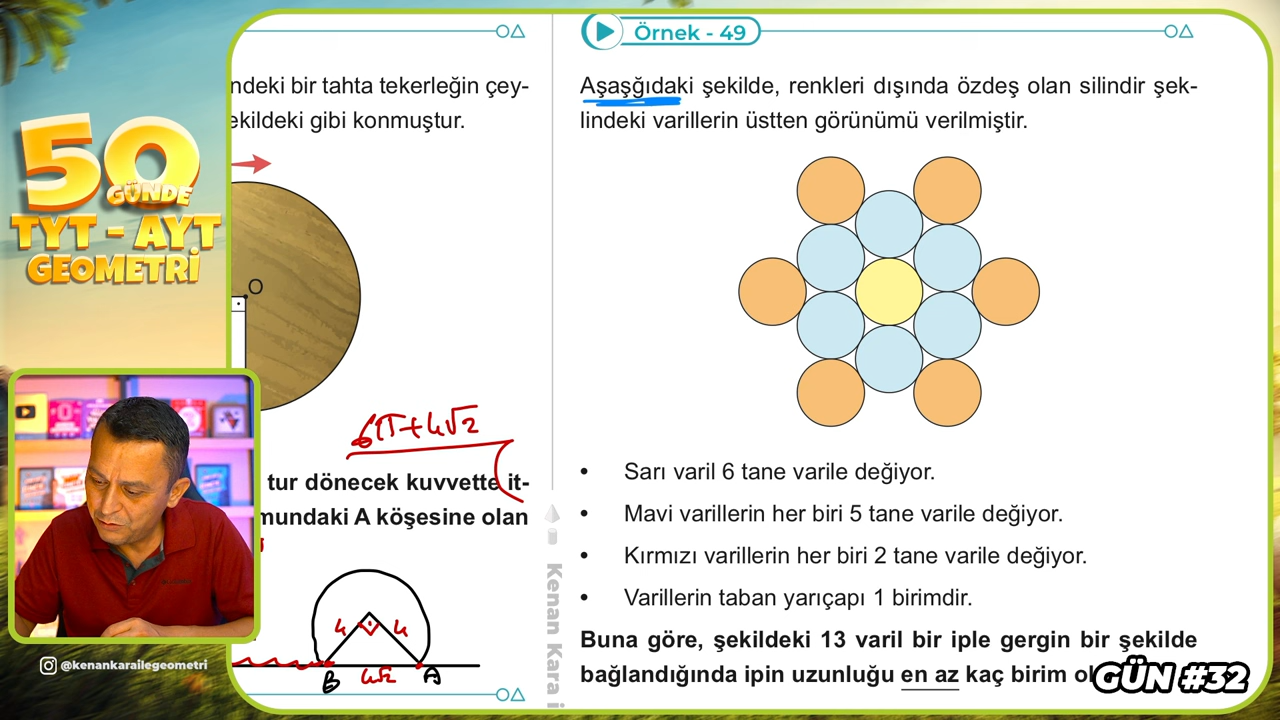 50
GÜNDE
TYT - AYT
GEOMETRİ
ndeki bir tahta tekerleğin çey-
ekildeki gibi konmuştur.
O
6π+4√2
tur dönecek kuvvette it-
mundaki A köşesine olan
4 4
B 4√2 A
Kenan Kara i
Örnek - 49
Aşaşğıdaki şekilde, renkleri dışında özdeş olan silindir şek-
lindeki varillerin üstten görünümü verilmiştir.
• Sarı varil 6 tane varile değiyor.
• Mavi varillerin her biri 5 tane varile değiyor.
• Kırmızı varillerin her biri 2 tane varile değiyor.
• Varillerin taban yarıçapı 1 birimdir.
Buna göre, şekildeki 13 varil bir iple gergin bir şekilde
bağlandığında ipin uzunluğu en az kaç birim ol
GÜN #32
@kenankarailegeometri